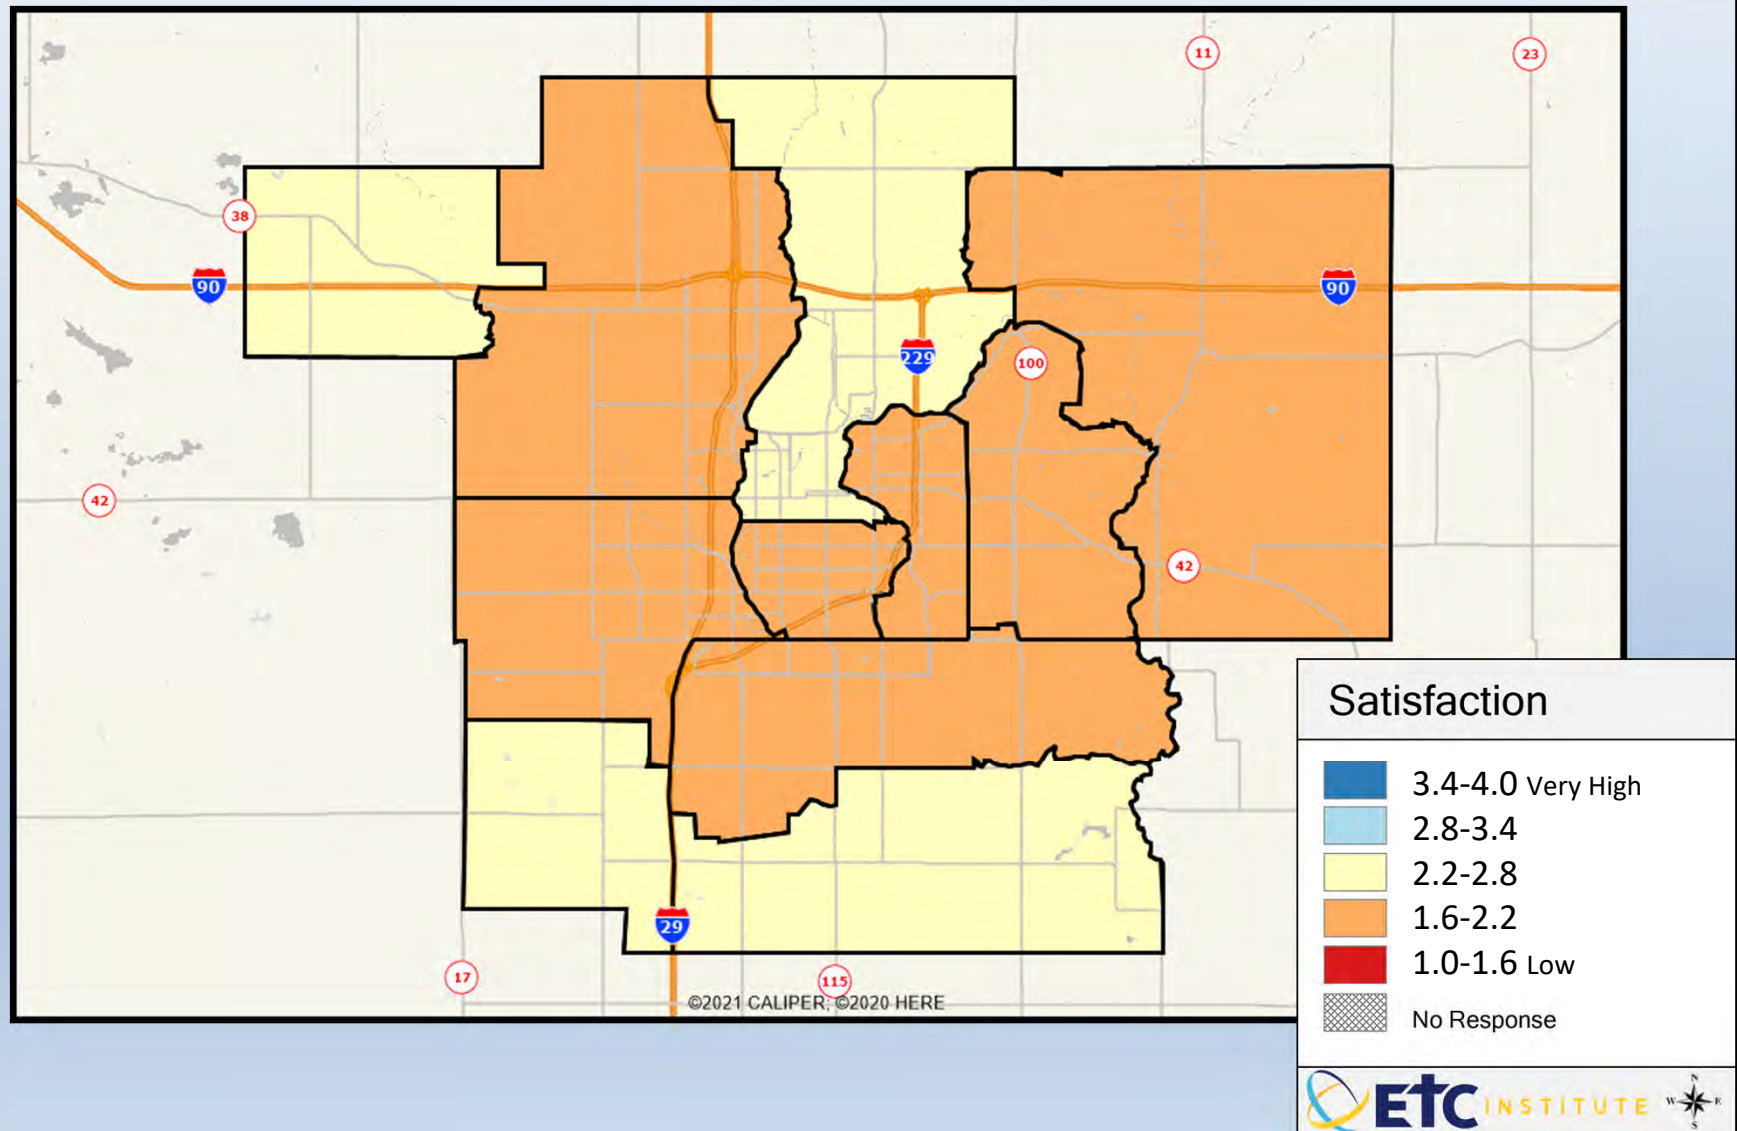 11
23
38
90
90
229
100
42
42
29
17
115
©2021 CALIPER; ©2020 HERE
Satisfaction
3.4-4.0 Very High
2.8-3.4
2.2-2.8
1.6-2.2
1.0-1.6 Low
No Response
ETC INSTITUTE
N
W E
S